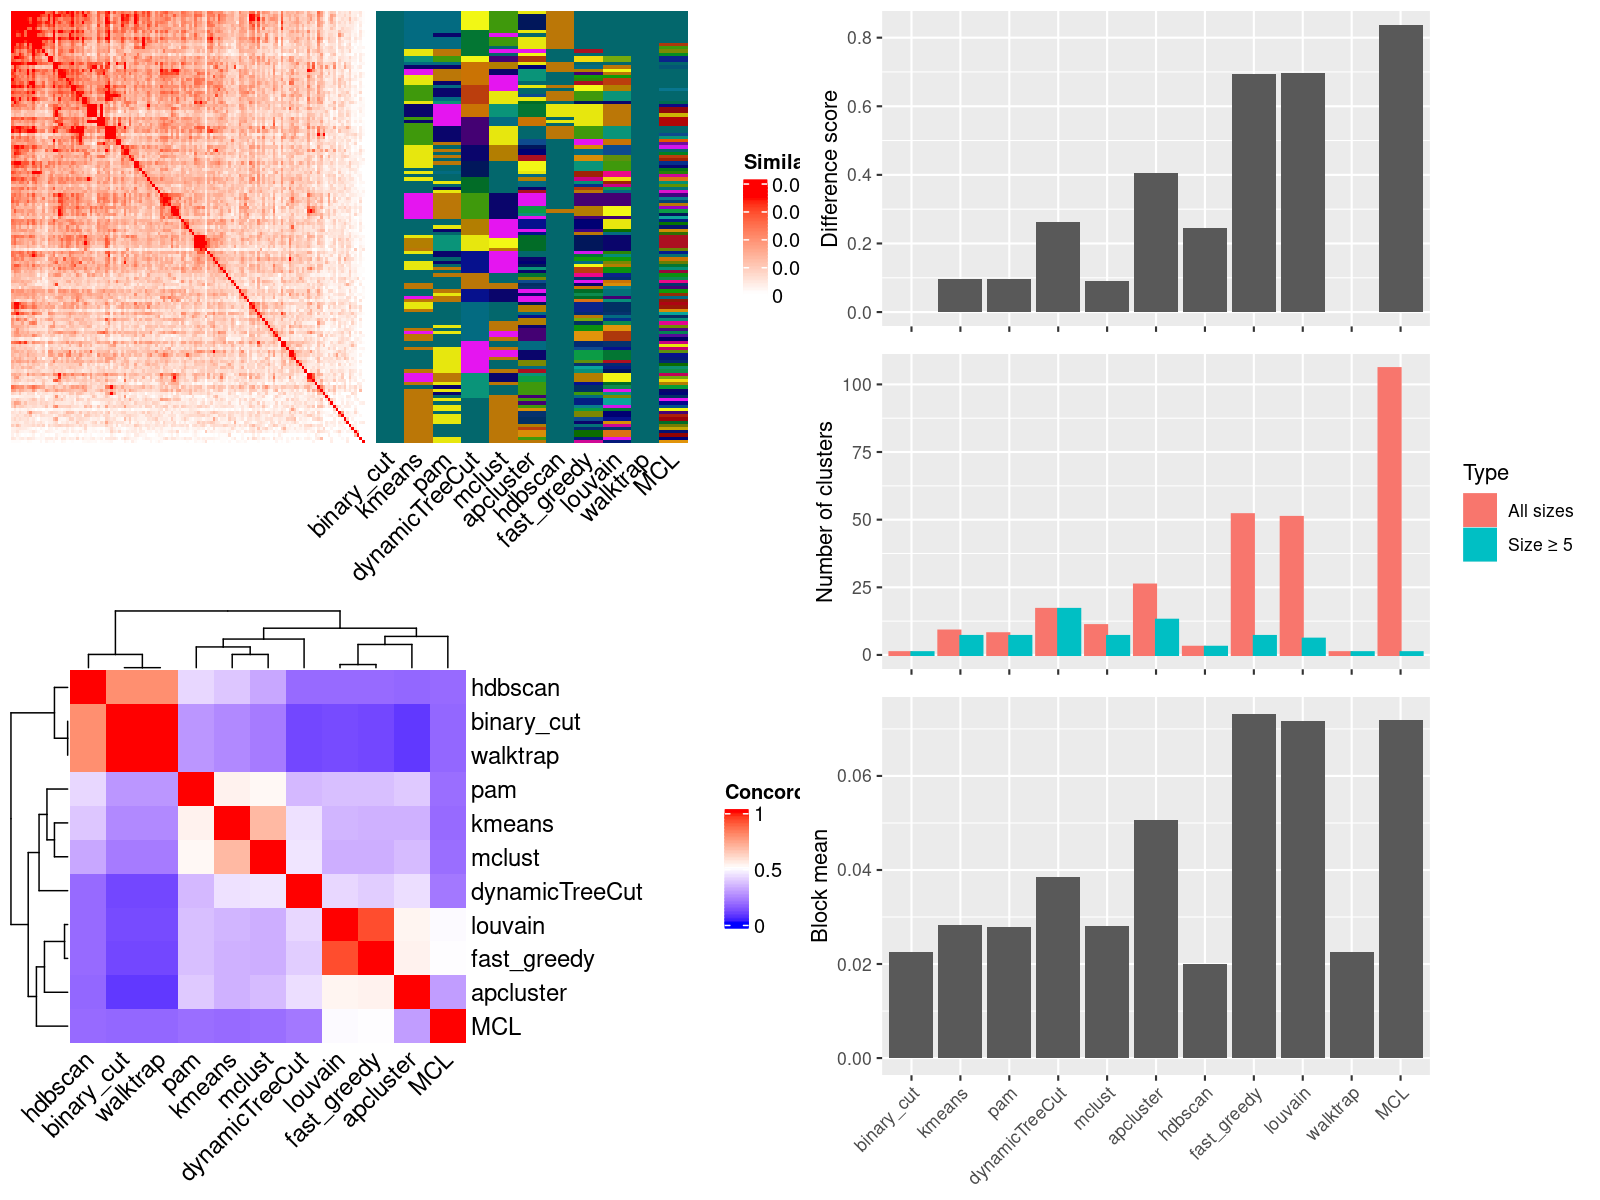 Simila
0.0
0.0
0.0
0.0
0
binary_cut
kmeans
pam
dynamicTreeCut
mclust
apcluster
hdbscan
fast_greedy
louvain
walktrap
MCL
hdbscan
binary_cut
walktrap
pam
kmeans
mclust
dynamicTreeCut
louvain
fast_greedy
apcluster
MCL
hdbscan
binary_cut
walktrap
pam
kmeans
mclust
dynamicTreeCut
louvain
fast_greedy
apcluster
MCL
Concord
1
0.5
0
Difference score
0.8
0.6
0.4
0.2
0.0
Number of clusters
100
75
50
25
0
Type
All sizes
Size ≥ 5
Block mean
0.06
0.04
0.02
0.00
binary_cut
kmeans
pam
dynamicTreeCut
mclust
apcluster
hdbscan
fast_greedy
louvain
walktrap
MCL